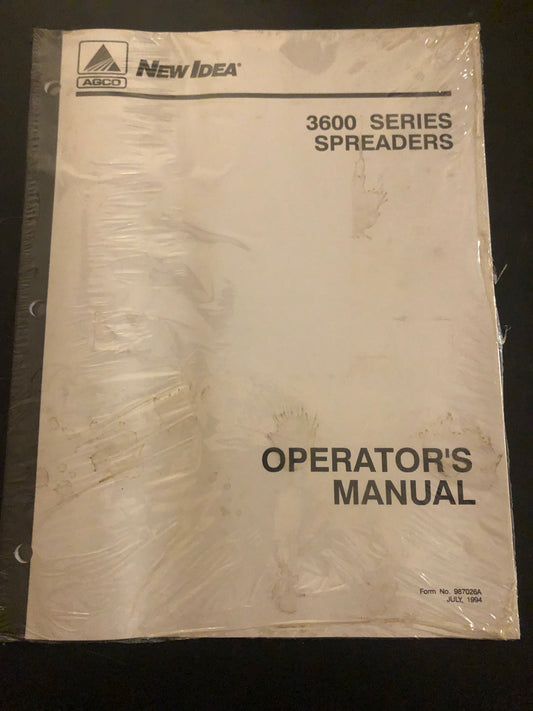 AGCO
NEW IDEA®
3600 SERIES
SPREADERS
OPERATOR'S
MANUAL
Form No. 987026A
JULY, 1994